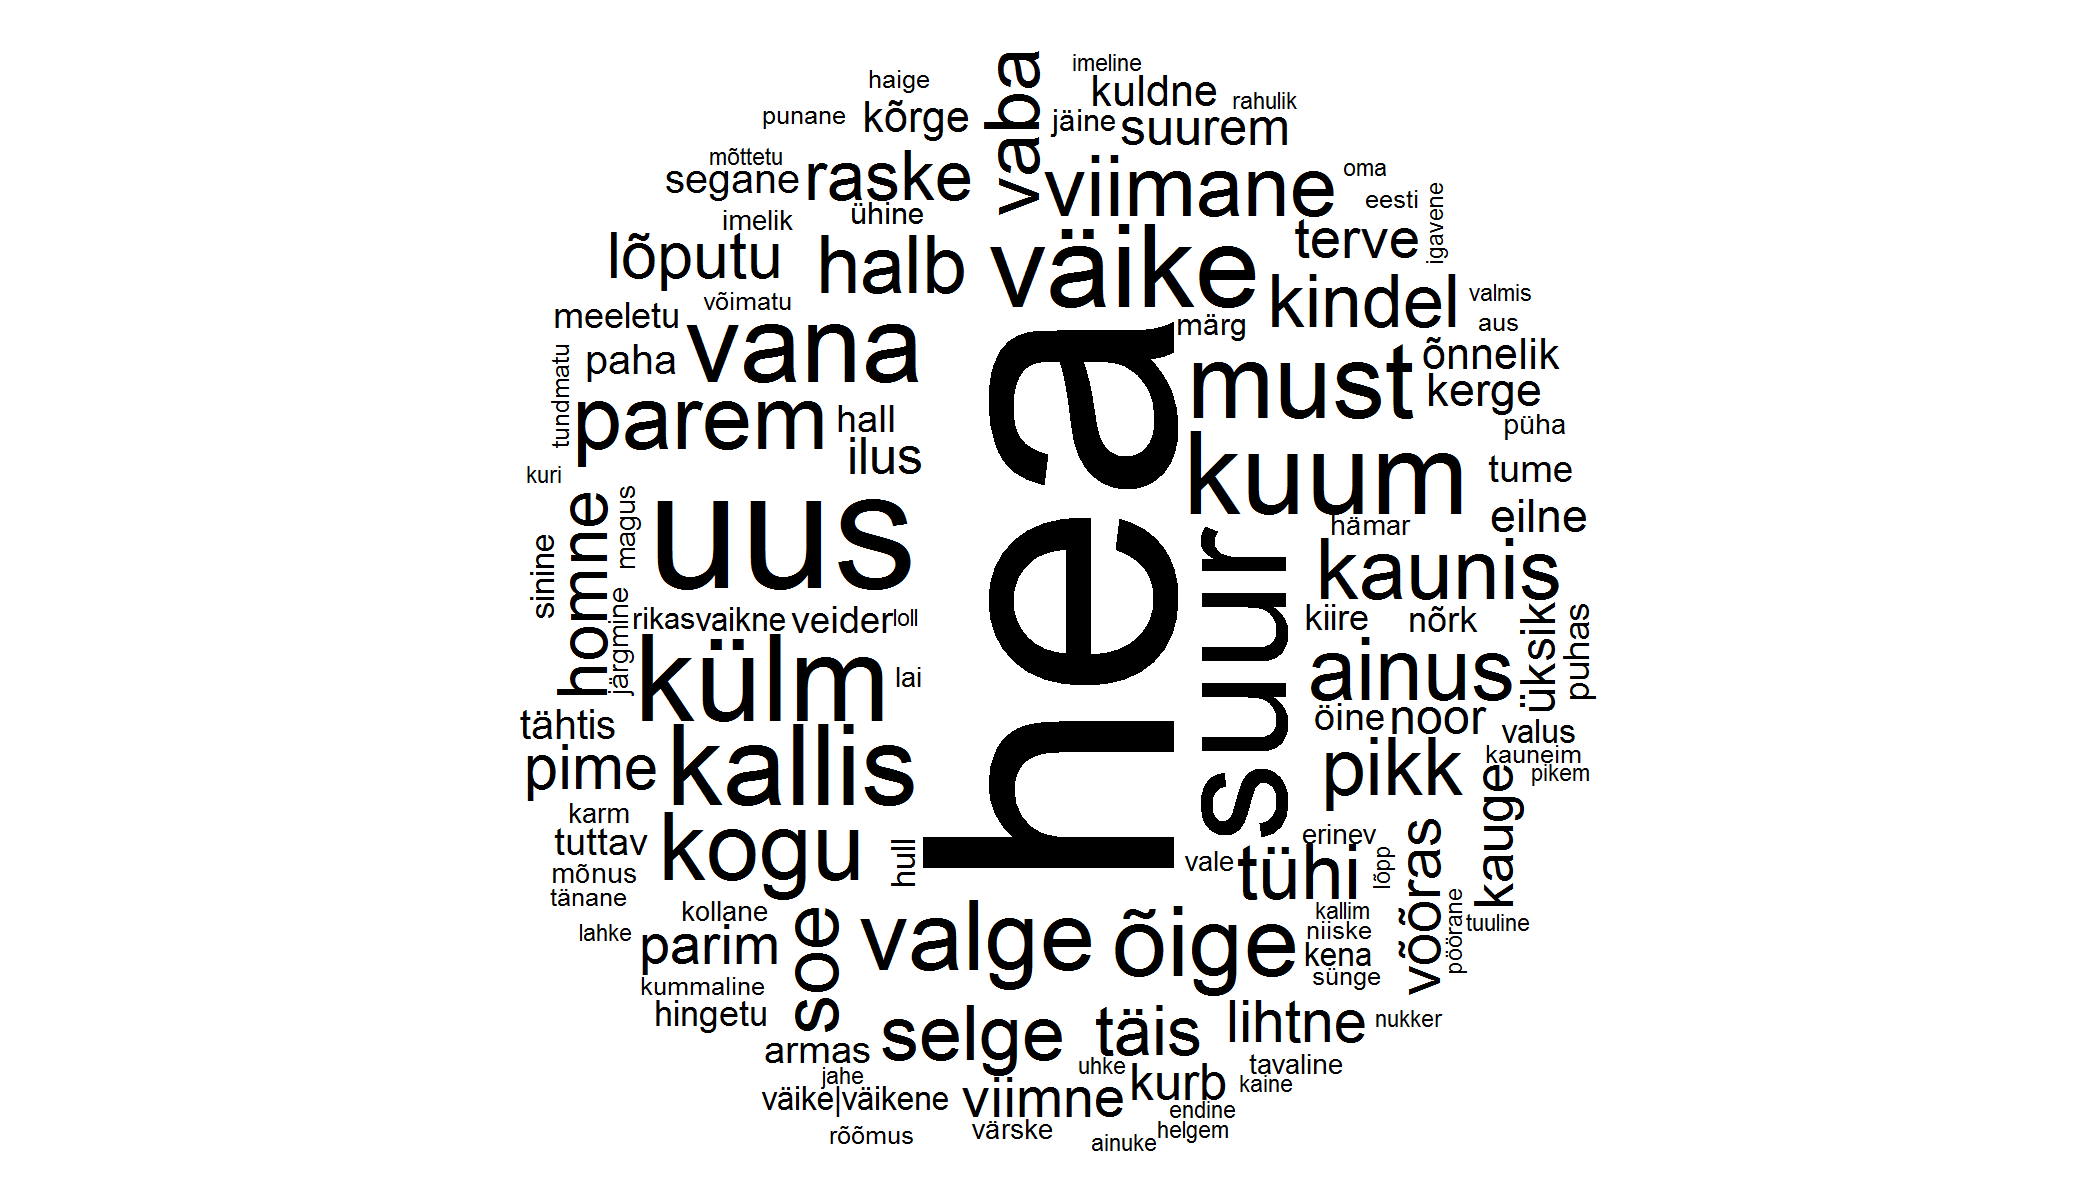 imeline
haige
kuldne
rahulik
punane
kõrge
vaba
jäine
suurem
mõttetu
segane
raske
viimane
oma
eesti
igavene
imelik
ühine
terve
lõputu
halb
väike
kindel
valmis
meeletu
võimatu
märg
aus
tundmatu
paha
vana
must
õnnelik
kerge
parem
hall
ilus
hea
püha
kuri
kuum
tume
homne
magus
uus
eilne
hämar
sinine
kaunis
suur
järgmine
rikas
vaikne
veider
loll
kiire
nõrk
üksik
puhas
külm
lai
ainus
tähtis
öine
noor
valus
pime
kallis
pikk
kauneim
pikem
kauge
karm
tuttav
kogu
hull
erinev
vale
tühi
lõpp
võõras
mõnus
tänane
kollane
soe
valge
õige
kallim
pöörane
tuuline
lahke
parim
niiske
kena
sünge
kummaline
hingetu
selge
täis
lihtne
nukker
armas
jahe
uhke
tavaline
väike|väikene
viimne
kurb
kaine
endine
rõõmus
värske
ainuke
helgem